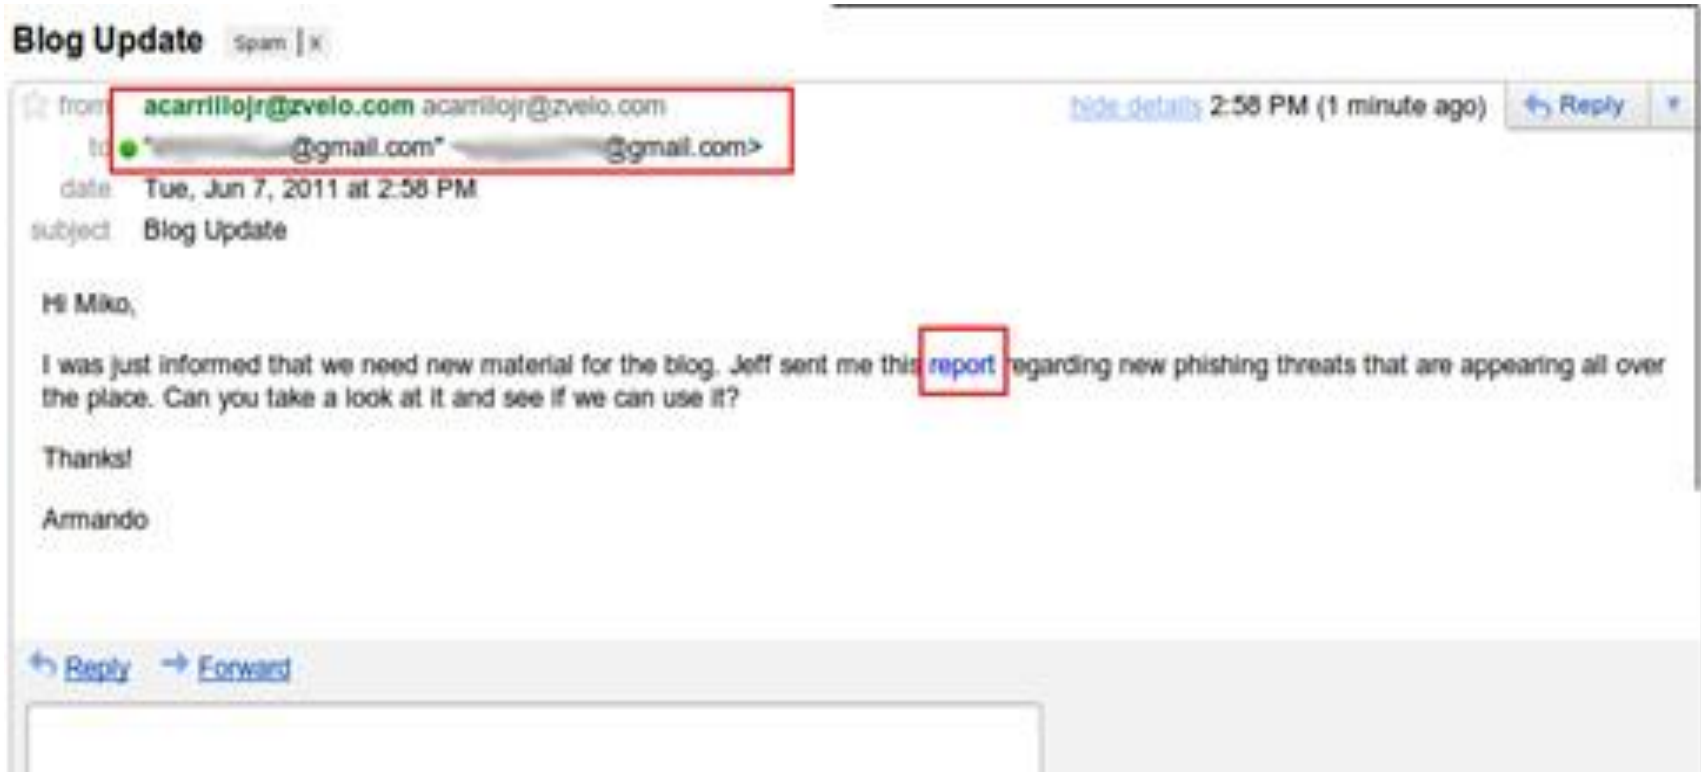 Blog Update Spam | x
from acarrillojr@zvelo.com acarrillojr@zvelo.com hide details 2:58 PM (1 minute ago) Reply
to " @gmail.com" @gmail.com>
date Tue, Jun 7, 2011 at 2:58 PM
subject Blog Update
Hi Miko,
I was just informed that we need new material for the blog. Jeff sent me this report regarding new phishing threats that are appearing all over
the place. Can you take a look at it and see if we can use it?
Thanks!
Armando
Reply Forward